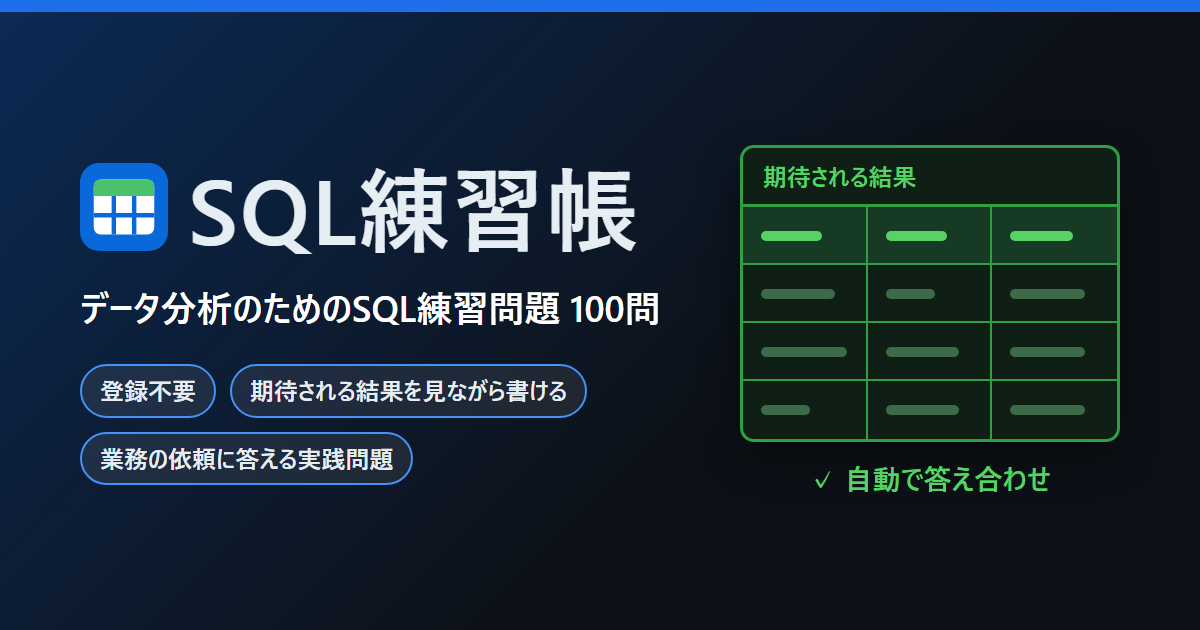 SQL練習帳
データ分析のためのSQL練習問題 100問
登録不要
期待される結果を見ながら書ける
業務の依頼に答える実践問題
期待される結果
✓ 自動で答え合わせ